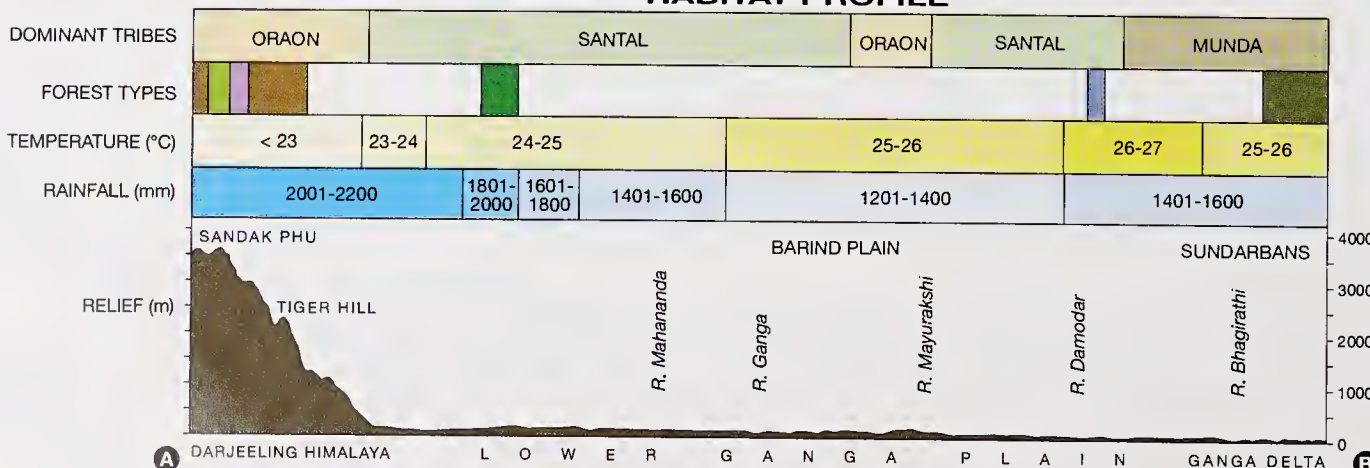 HABITAT PROFILE
DOMINANT TRIBES ORAON SANTAL ORAON SANTAL MUNDA
FOREST TYPES
TEMPERATURE (°C) < 23 23-24 24-25 25-26 26-27 25-26
RAINFALL (mm) 2001-2200 1801-2000 1601-1800 1401-1600 1201-1400 1401-1600
SANDAK PHU BARIND PLAIN SUNDARBANS 4000
3000
RELIEF (m) TIGER HILL
2000
R. Mahananda R. Ganga R. Mayurakshi R. Damodar R. Bhagirathi
1000
0
A DARJEELING HIMALAYA LOWER GANGA PLAIN GANGA DELTA